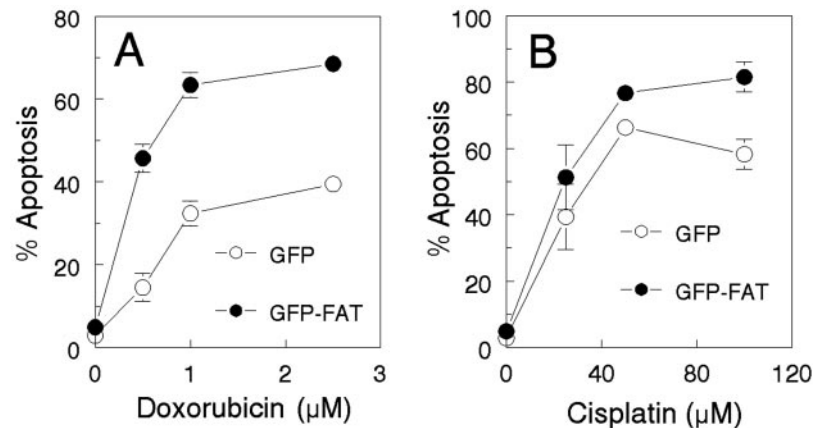 A
% Apoptosis
80
60
40
20
0
0 1 2 3
Doxorubicin (µM)
GFP
GFP-FAT
B
% Apoptosis
100
80
60
40
20
0
0 40 80 120
Cisplatin (µM)
GFP
GFP-FAT